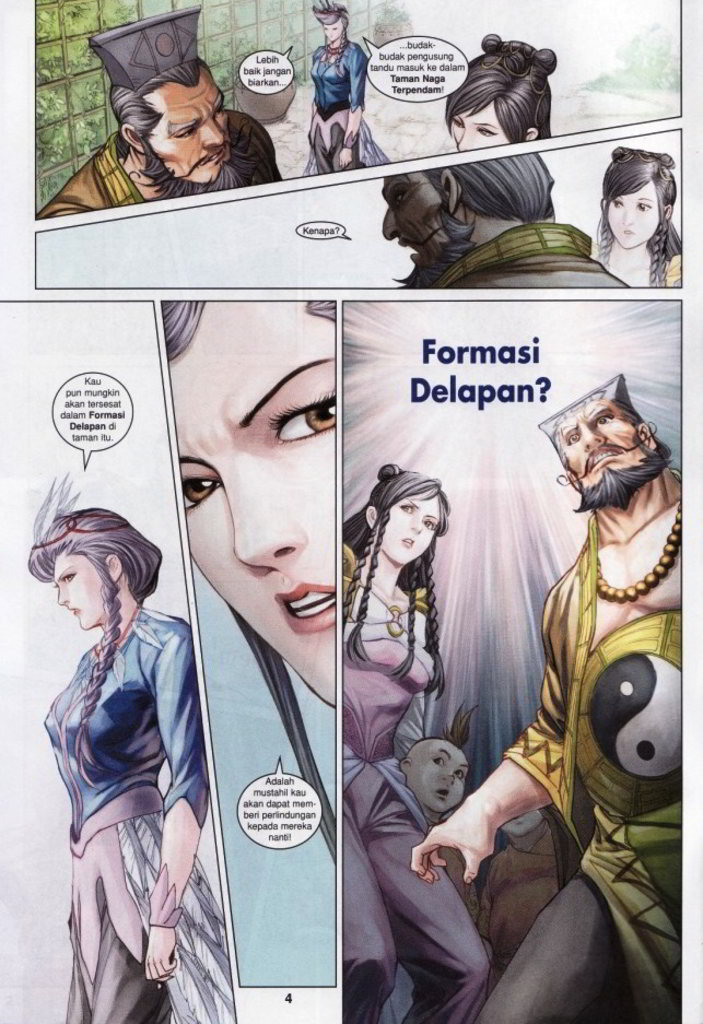 Lebih
baik jangan
biarkan...
...budak-
budak pengusung
tandu masuk ke dalam
Taman Naga
Terpendam!
Kenapa?
Kau
pun mungkin
akan tersesat
dalam Formasi
Delapan di
taman itu.
Adalah
mustahil kau
akan dapat mem-
beri perlindungan
kepada mereka
nanti!
Formasi
Delapan?
4